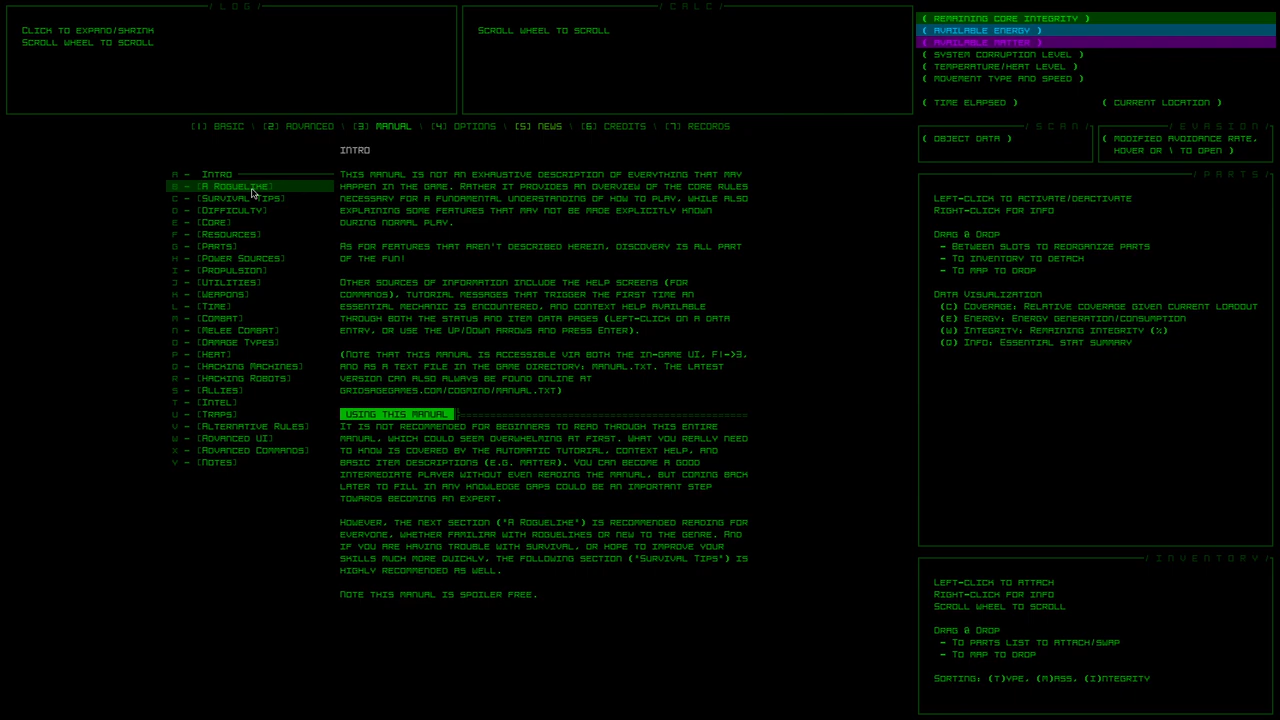 / LOG /
CLICK TO EXPAND/SHRINK
SCROLL WHEEL TO SCROLL
/ CALC /
SCROLL WHEEL TO SCROLL
( REMAINING CORE INTEGRITY )
( AVAILABLE ENERGY )
( AVAILABLE MATTER )
( SYSTEM CORRUPTION LEVEL )
( TEMPERATURE/HEAT LEVEL )
( MOVEMENT TYPE AND SPEED )
( TIME ELAPSED ) ( CURRENT LOCATION )
/ SCAN /
( OBJECT DATA )
/ EVASION /
( MODIFIED AVOIDANCE RATE,
HOVER OR \ TO OPEN )
[1] BASIC \ [2] ADVANCED \ [3] MANUAL \ [4] OPTIONS \ [5] NEWS \ [6] CREDITS \ [7] RECORDS
A - INTRO
B - [A ROGUELIKE]
C - [SURVIVAL TIPS]
D - [DIFFICULTY]
E - [CORE]
F - [RESOURCES]
G - [PARTS]
H - [POWER SOURCES]
I - [PROPULSION]
J - [UTILITIES]
K - [WEAPONS]
L - [TIME]
M - [COMBAT]
N - [MELEE COMBAT]
O - [DAMAGE TYPES]
P - [HEAT]
Q - [HACKING MACHINES]
R - [HACKING ROBOTS]
S - [ALLIES]
T - [INTEL]
U - [TRAPS]
V - [ALTERNATIVE RULES]
W - [ADVANCED UI]
X - [ADVANCED COMMANDS]
Y - [NOTES]
INTRO
THIS MANUAL IS NOT AN EXHAUSTIVE DESCRIPTION OF EVERYTHING THAT MAY
HAPPEN IN THE GAME. RATHER IT PROVIDES AN OVERVIEW OF THE CORE RULES
NECESSARY FOR A FUNDAMENTAL UNDERSTANDING OF HOW TO PLAY, WHILE ALSO
EXPLAINING SOME FEATURES THAT MAY NOT BE MADE EXPLICITLY KNOWN
DURING NORMAL PLAY.
AS FOR FEATURES THAT AREN'T DESCRIBED HEREIN, DISCOVERY IS ALL PART
OF THE FUN!
OTHER SOURCES OF INFORMATION INCLUDE THE HELP SCREENS (FOR
COMMANDS), TUTORIAL MESSAGES THAT TRIGGER THE FIRST TIME AN
ESSENTIAL MECHANIC IS ENCOUNTERED, AND CONTEXT HELP AVAILABLE
THROUGH BOTH THE STATUS AND ITEM DATA PAGES (LEFT-CLICK ON A DATA
ENTRY, OR USE THE UP/DOWN ARROWS AND PRESS ENTER).
(NOTE THAT THIS MANUAL IS ACCESSIBLE VIA BOTH THE IN-GAME UI, F1->3,
AND AS A TEXT FILE IN THE GAME DIRECTORY: MANUAL.TXT. THE LATEST
VERSION CAN ALSO ALWAYS BE FOUND ONLINE AT
GRIDSAGEGAMES.COM/COGMIND/MANUAL.TXT)
USING THIS MANUAL
IT IS NOT RECOMMENDED FOR BEGINNERS TO READ THROUGH THIS ENTIRE
MANUAL, WHICH COULD SEEM OVERWHELMING AT FIRST. WHAT YOU REALLY NEED
TO KNOW IS COVERED BY THE AUTOMATIC TUTORIAL, CONTEXT HELP, AND
BASIC ITEM DESCRIPTIONS (E.G. MATTER). YOU CAN BECOME A GOOD
INTERMEDIATE PLAYER WITHOUT EVEN READING THE MANUAL, BUT COMING BACK
LATER TO FILL IN ANY KNOWLEDGE GAPS COULD BE AN IMPORTANT STEP
TOWARDS BECOMING AN EXPERT.
HOWEVER, THE NEXT SECTION ("A ROGUELIKE") IS RECOMMENDED READING FOR
EVERYONE, WHETHER FAMILIAR WITH ROGUELIKES OR NEW TO THE GENRE. AND
IF YOU ARE HAVING TROUBLE WITH SURVIVAL, OR HOPE TO IMPROVE YOUR
SKILLS MUCH MORE QUICKLY, THE FOLLOWING SECTION ("SURVIVAL TIPS") IS
HIGHLY RECOMMENDED AS WELL.
NOTE THIS MANUAL IS SPOILER FREE.
/ PARTS /
LEFT-CLICK TO ACTIVATE/DEACTIVATE
RIGHT-CLICK FOR INFO
DRAG & DROP
- BETWEEN SLOTS TO REORGANIZE PARTS
- TO INVENTORY TO DETACH
- TO MAP TO DROP
DATA VISUALIZATION
(C) COVERAGE: RELATIVE COVERAGE GIVEN CURRENT LOADOUT
(E) ENERGY: ENERGY GENERATION/CONSUMPTION
(W) INTEGRITY: REMAINING INTEGRITY (%)
(Q) INFO: ESSENTIAL STAT SUMMARY
/ INVENTORY /
LEFT-CLICK TO ATTACH
RIGHT-CLICK FOR INFO
SCROLL WHEEL TO SCROLL
DRAG & DROP
- TO PARTS LIST TO ATTACH/SWAP
- TO MAP TO DROP
SORTING: (T)YPE, (M)ASS, (I)NTEGRITY